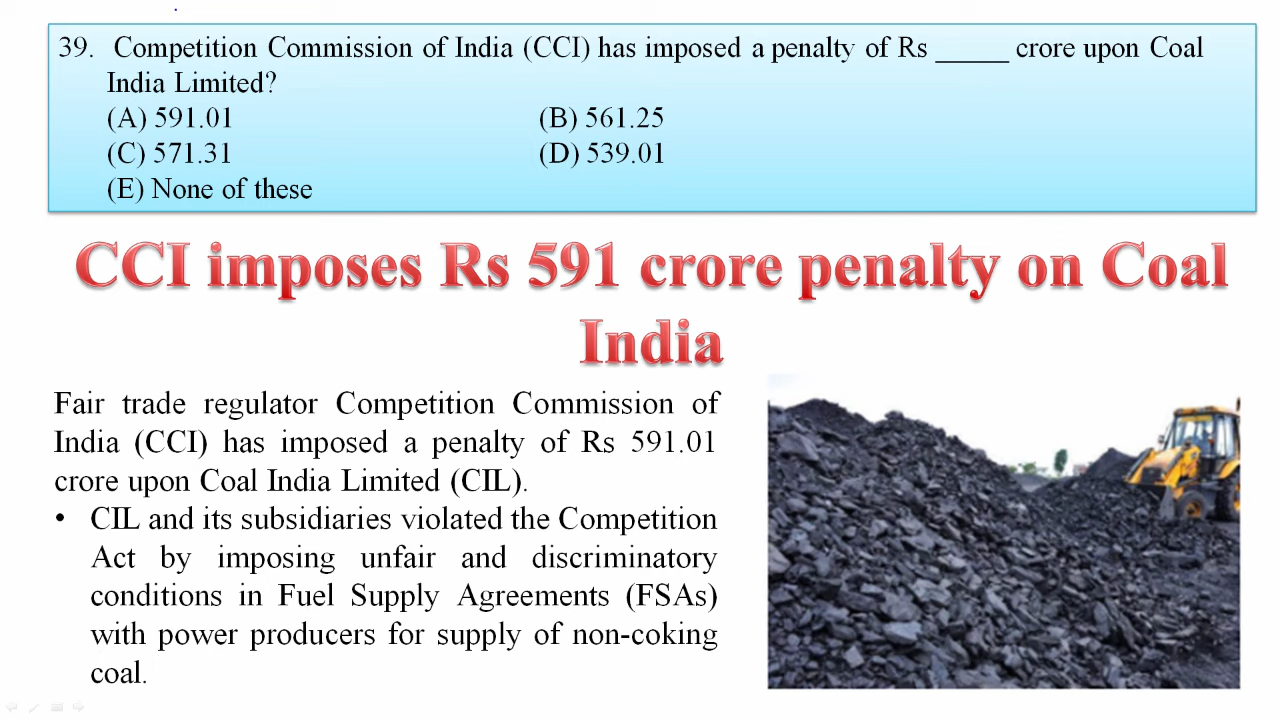 39. Competition Commission of India (CCI) has imposed a penalty of Rs _____ crore upon Coal
India Limited?
(A) 591.01 (B) 561.25
(C) 571.31 (D) 539.01
(E) None of these
CCI imposes Rs 591 crore penalty on Coal
India
Fair trade regulator Competition Commission of
India (CCI) has imposed a penalty of Rs 591.01
crore upon Coal India Limited (CIL).
• CIL and its subsidiaries violated the Competition
Act by imposing unfair and discriminatory
conditions in Fuel Supply Agreements (FSAs)
with power producers for supply of non-coking
coal.